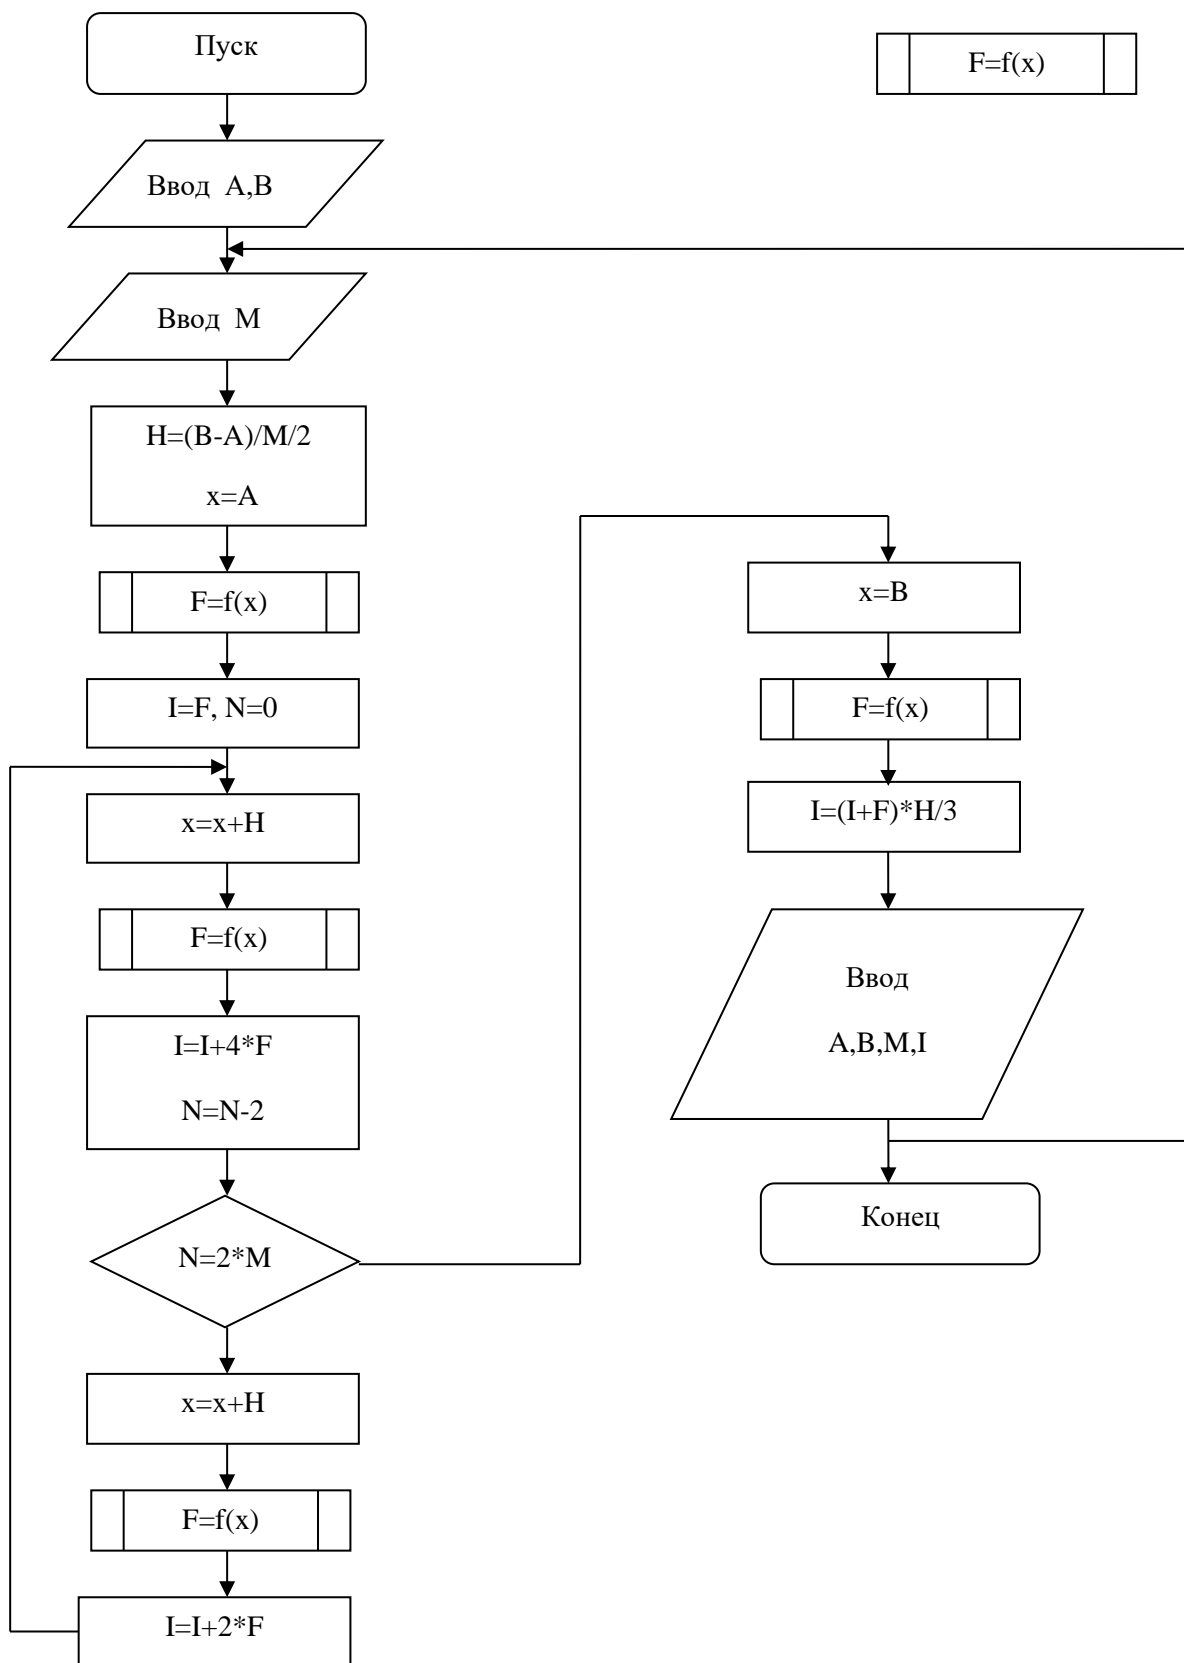 Пуск
F=f(x)
Ввод A,B
Ввод M
H=(B-A)/M/2
x=A
F=f(x)
I=F, N=0
x=x+H
F=f(x)
I=I+4*F
N=N-2
N=2*M
x=x+H
F=f(x)
I=I+2*F
x=B
F=f(x)
I=(I+F)*H/3
Ввод
A,B,M,I
Конец